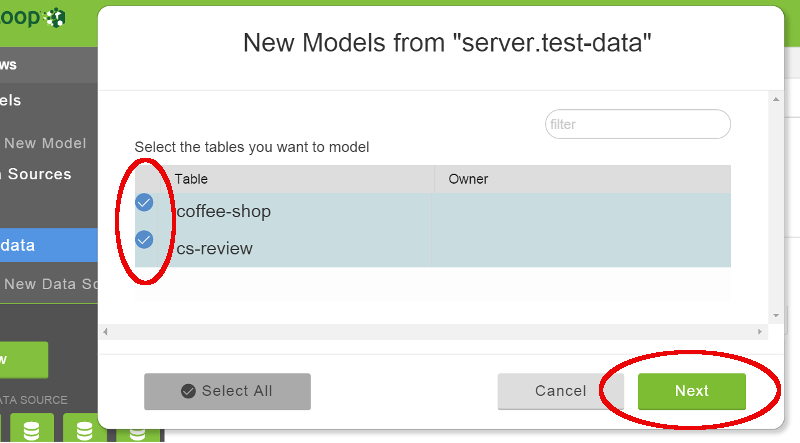 oop
New Models from "server.test-data"
ws
els
filter
New Model
Select the tables you want to model
Sources
Table Owner
coffee-shop
data
cs-review
New Data So
w
Select All Cancel Next
ATA SOURCE